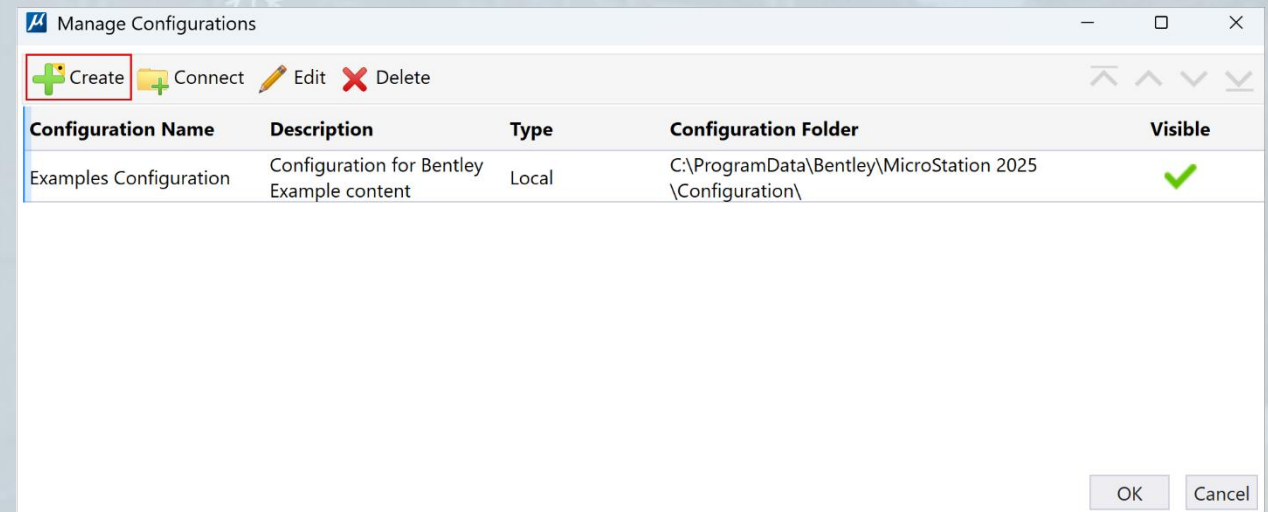 Manage Configurations
Create Connect Edit Delete
Configuration Name Description Type Configuration Folder Visible
Examples Configuration Configuration for Bentley Example content Local C:\ProgramData\Bentley\MicroStation 2025\Configuration\
OK Cancel